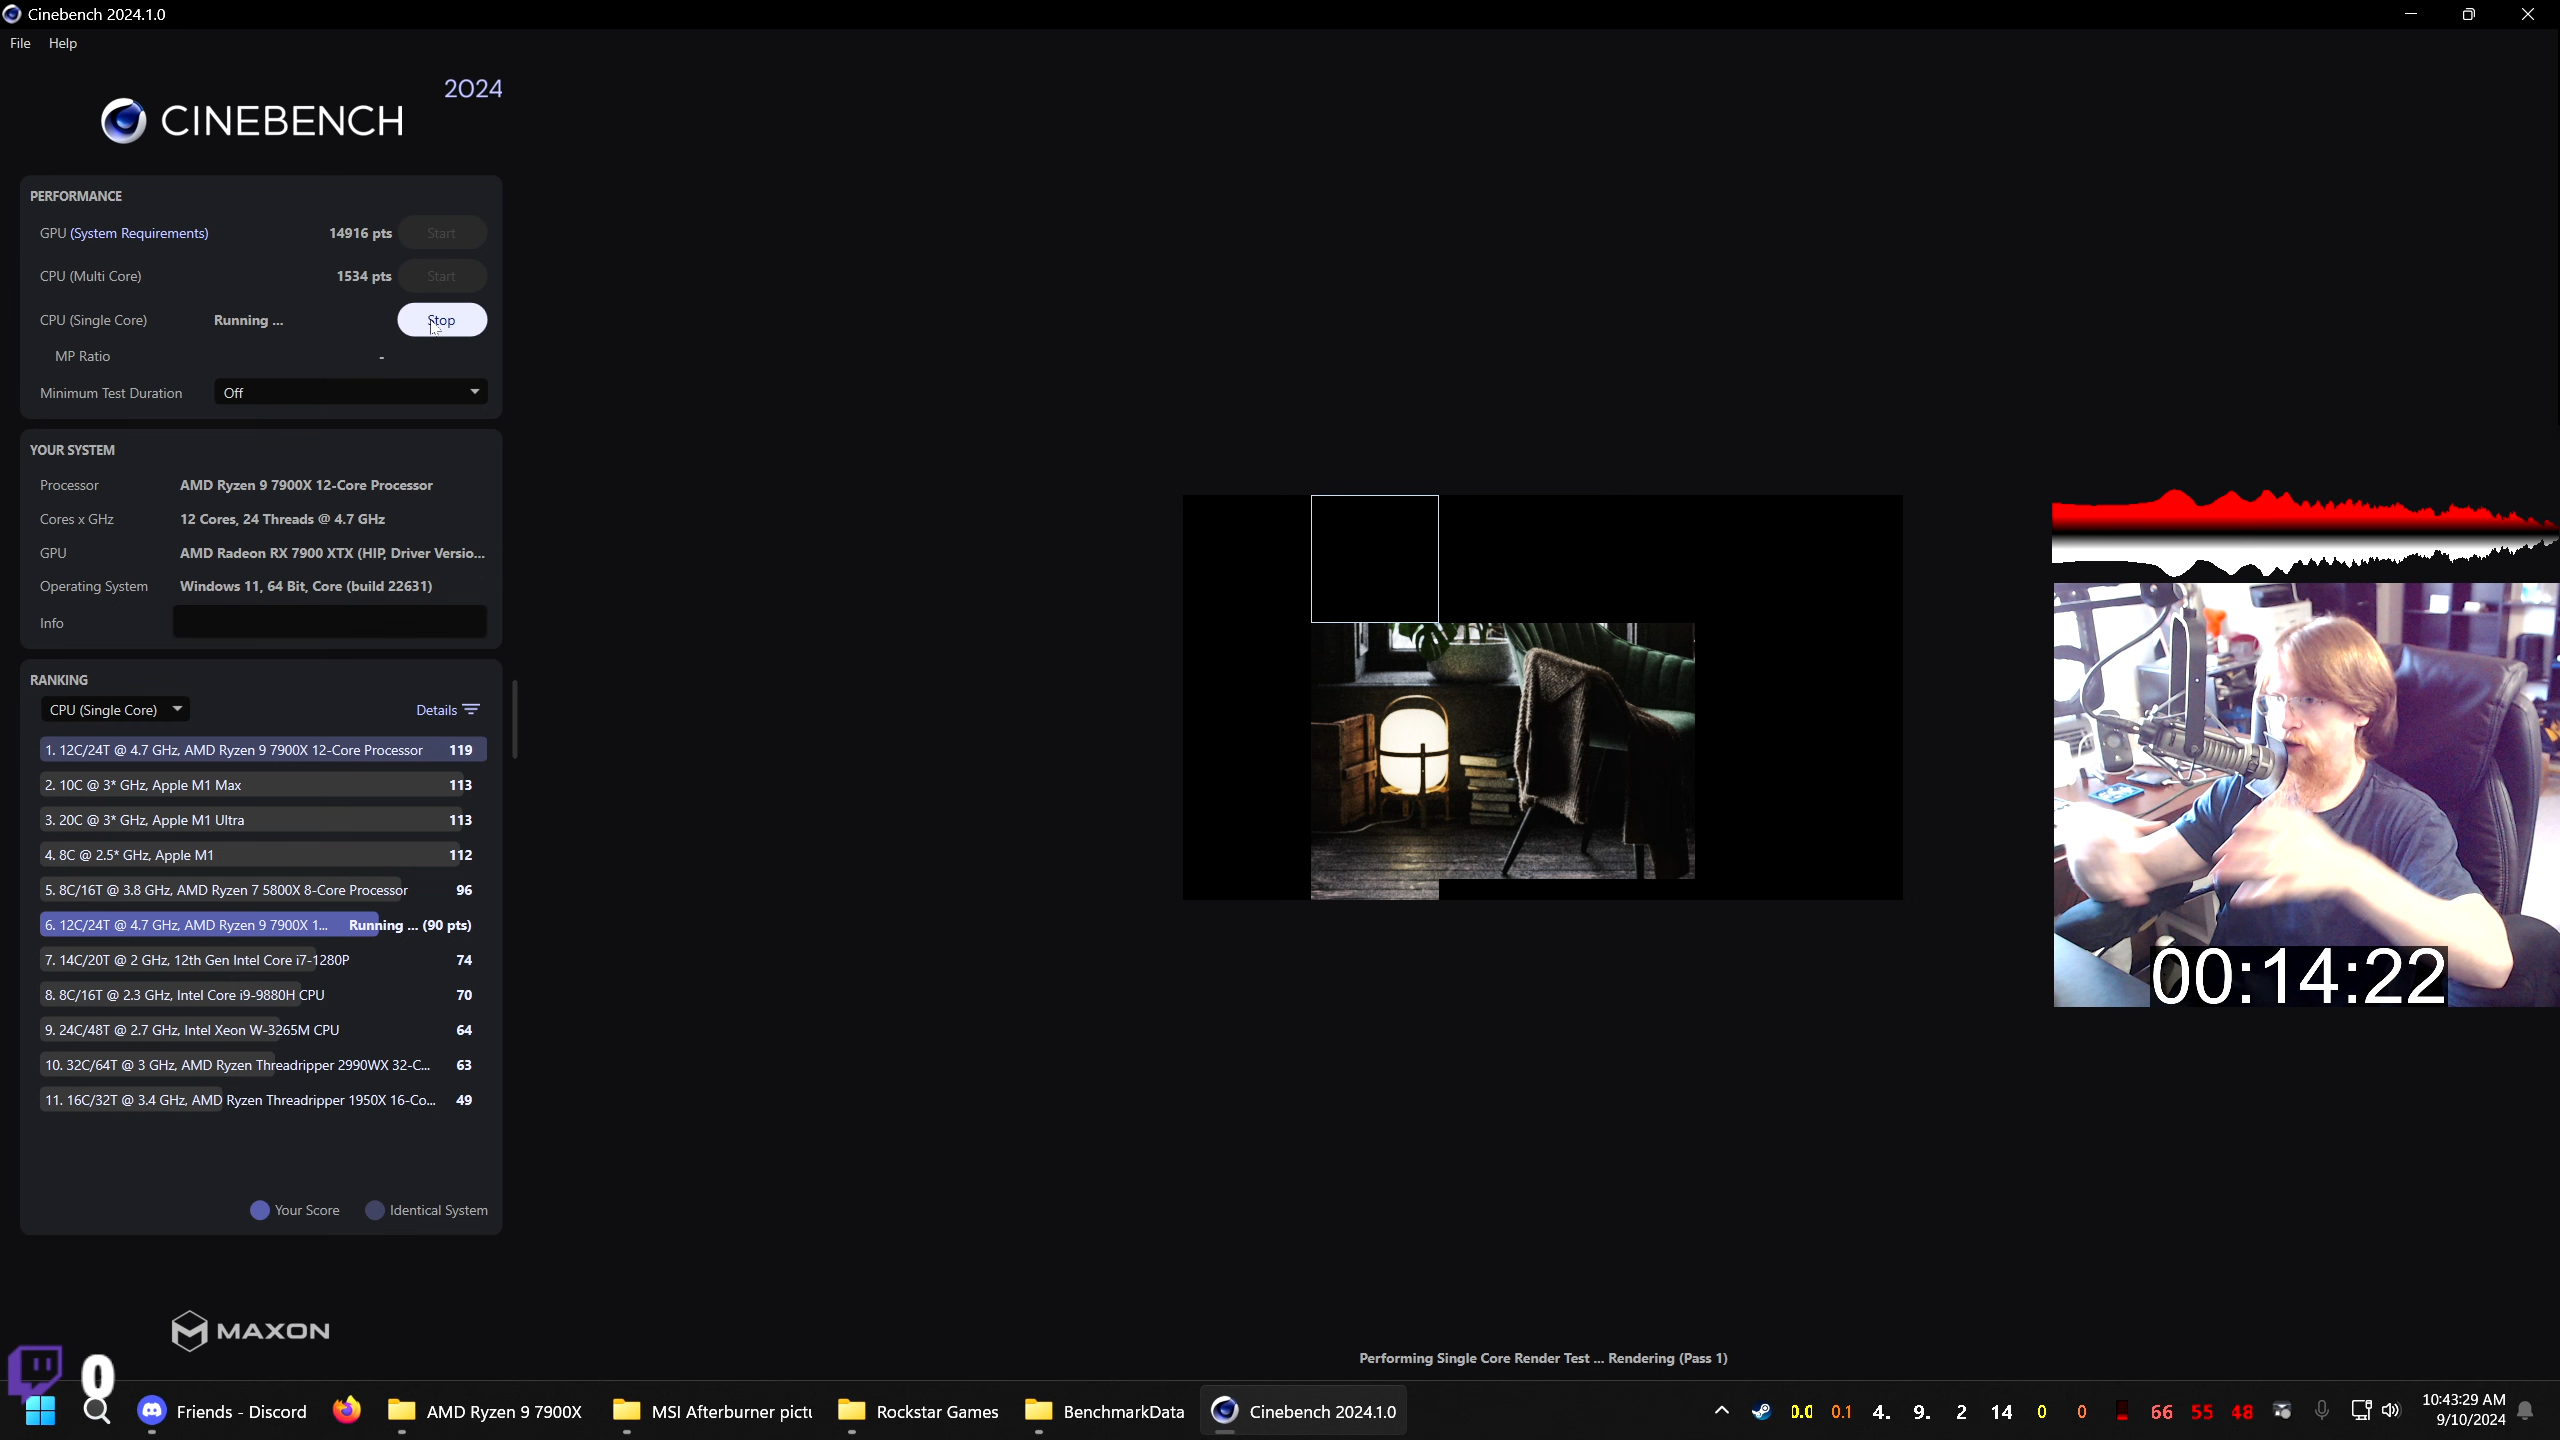 Cinebench 2024.1.0
File Help
2024
CINEBENCH
PERFORMANCE
GPU (System Requirements) 14916 pts Start
CPU (Multi Core) 1534 pts Start
CPU (Single Core) Running ... Stop
MP Ratio -
Minimum Test Duration Off
YOUR SYSTEM
Processor AMD Ryzen 9 7900X 12-Core Processor
Cores x GHz 12 Cores, 24 Threads @ 4.7 GHz
GPU AMD Radeon RX 7900 XTX (HIP, Driver Versio...
Operating System Windows 11, 64 Bit, Core (build 22631)
Info
RANKING
CPU (Single Core) Details
1. 12C/24T @ 4.7 GHz, AMD Ryzen 9 7900X 12-Core Processor 119
2. 10C @ 3* GHz, Apple M1 Max 113
3. 20C @ 3* GHz, Apple M1 Ultra 113
4. 8C @ 2.5* GHz, Apple M1 112
5. 8C/16T @ 3.8 GHz, AMD Ryzen 7 5800X 8-Core Processor 96
6. 12C/24T @ 4.7 GHz, AMD Ryzen 9 7900X 1... Running ... (90 pts)
7. 14C/20T @ 2 GHz, 12th Gen Intel Core i7-1280P 74
8. 8C/16T @ 2.3 GHz, Intel Core i9-9880H CPU 70
9. 24C/48T @ 2.7 GHz, Intel Xeon W-3265M CPU 64
10. 32C/64T @ 3 GHz, AMD Ryzen Threadripper 2990WX 32-C... 63
11. 16C/32T @ 3.4 GHz, AMD Ryzen Threadripper 1950X 16-Co... 49
Your Score Identical System
MAXON
00:14:22
Performing Single Core Render Test ... Rendering (Pass 1)
0
Friends - Discord AMD Ryzen 9 7900X MSI Afterburner pictu Rockstar Games BenchmarkData Cinebench 2024.1.0 0.0 0.1 4. 9. 2 14 0 0 66 55 48 10:43:29 AM
9/10/2024